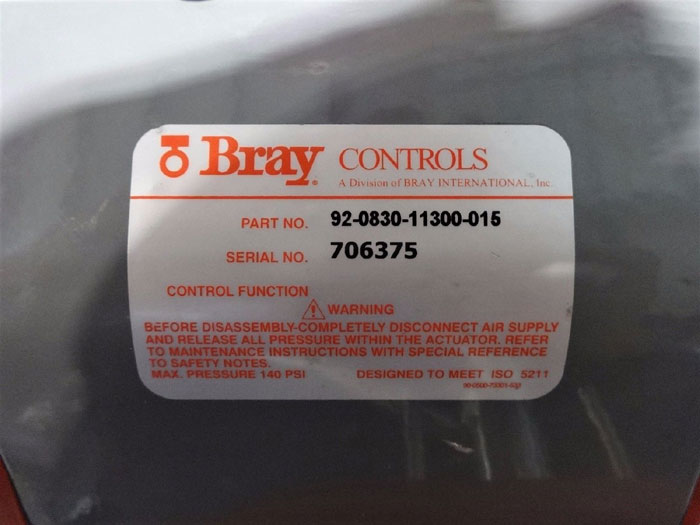 Bray® CONTROLS
A Division of BRAY INTERNATIONAL, Inc.
PART NO. 92-0830-11300-015
SERIAL NO. 706375
CONTROL FUNCTION
WARNING
BEFORE DISASSEMBLY-COMPLETELY DISCONNECT AIR SUPPLY
AND RELEASE ALL PRESSURE WITHIN THE ACTUATOR. REFER
TO MAINTENANCE INSTRUCTIONS WITH SPECIAL REFERENCE
TO SAFETY NOTES.
MAX. PRESSURE 140 PSI DESIGNED TO MEET ISO 5211